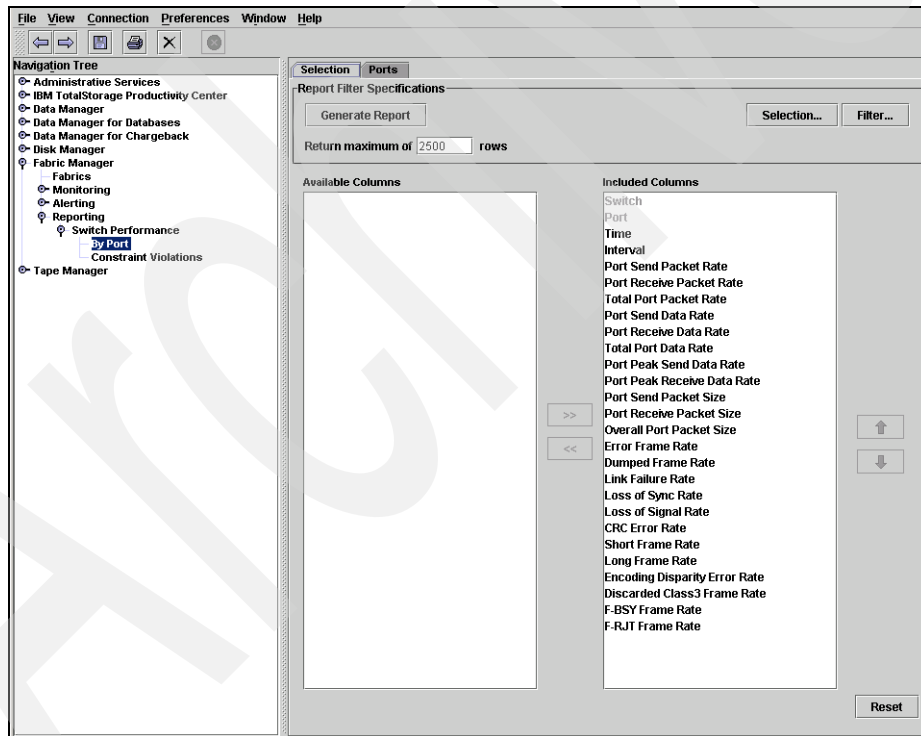 File View Connection Preferences Window Help
Navigation Tree
Administrative Services
IBM TotalStorage Productivity Center
Data Manager
Data Manager for Databases
Data Manager for Chargeback
Disk Manager
Fabric Manager
Fabrics
Monitoring
Alerting
Reporting
Switch Performance
By Port
Constraint Violations
Tape Manager
Selection Ports
Report Filter Specifications
Generate Report Selection... Filter...
Return maximum of 2500 rows
Available Columns
Included Columns
Switch
Port
Time
Interval
Port Send Packet Rate
Port Receive Packet Rate
Total Port Packet Rate
Port Send Data Rate
Port Receive Data Rate
Total Port Data Rate
Port Peak Send Data Rate
Port Peak Receive Data Rate
Port Send Packet Size
Port Receive Packet Size
Overall Port Packet Size
Error Frame Rate
Dumped Frame Rate
Link Failure Rate
Loss of Sync Rate
Loss of Signal Rate
CRC Error Rate
Short Frame Rate
Long Frame Rate
Encoding Disparity Error Rate
Discarded Class3 Frame Rate
F-BSY Frame Rate
F-RJT Frame Rate
>>
<<
Reset